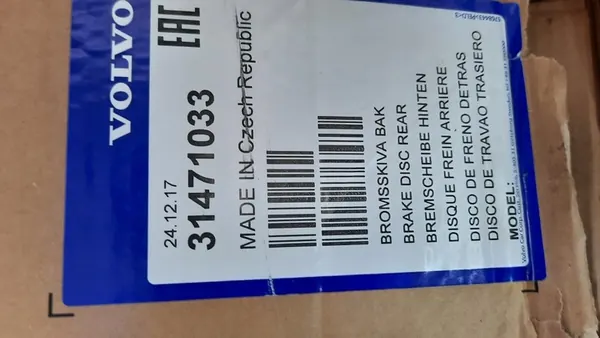 VOLVO
EAC
24.12.17
31471033
MADE IN Czech Republic
BROMSSKIVA BAK
BRAKE DISC REAR
BREMSCHEIBE HINTEN
DISQUE FREIN ARRIERE
DISCO DE FRENO DETRAS
DISCO DE TRAVAO TRASIERO
MODEL: